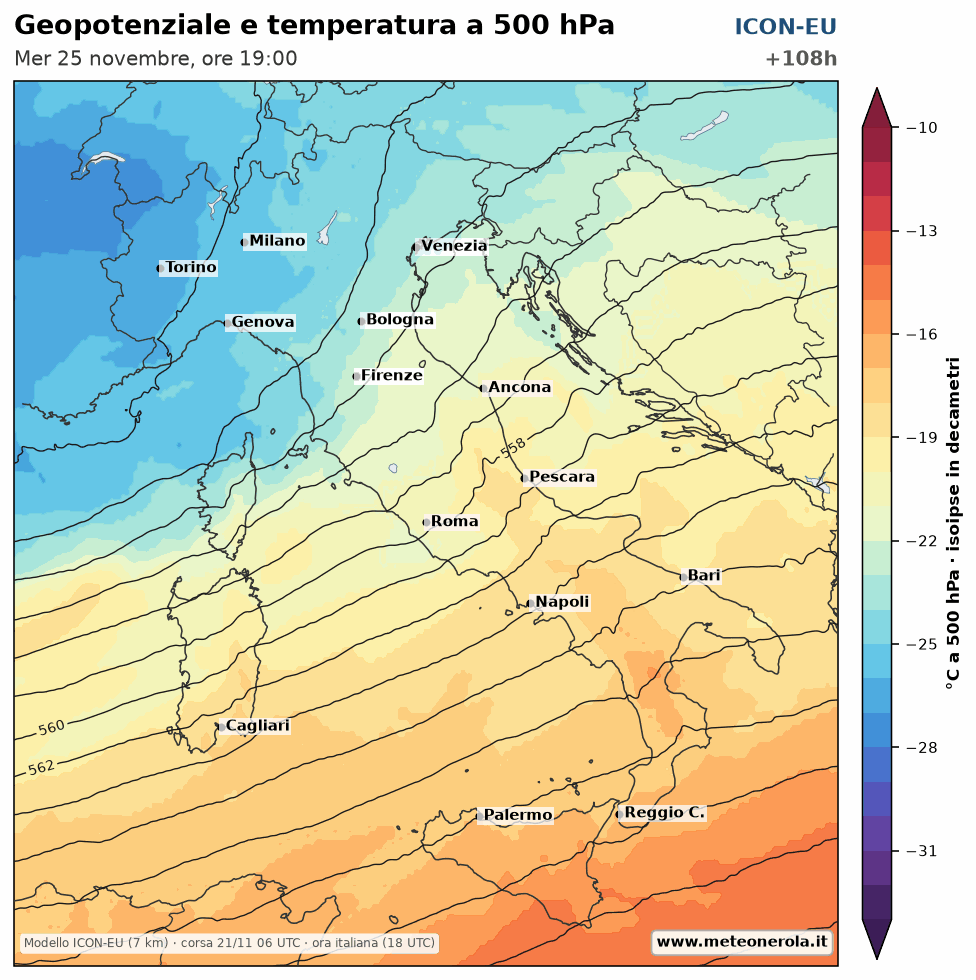 Geopotenziale e temperatura a 500 hPa
ICON-EU
Mer 25 novembre, ore 19:00
+108h
Milano
Venezia
Torino
Genova
Bologna
Firenze
Ancona
558
Pescara
Roma
Bari
Napoli
560
Cagliari
562
Palermo
Reggio C.
Modello ICON-EU (7 km) · corsa 21/11 06 UTC · ora italiana (18 UTC)
www.meteonerola.it
−10
−13
−16
−19
−22
−25
−28
−31
°C a 500 hPa · isoipse in decametri